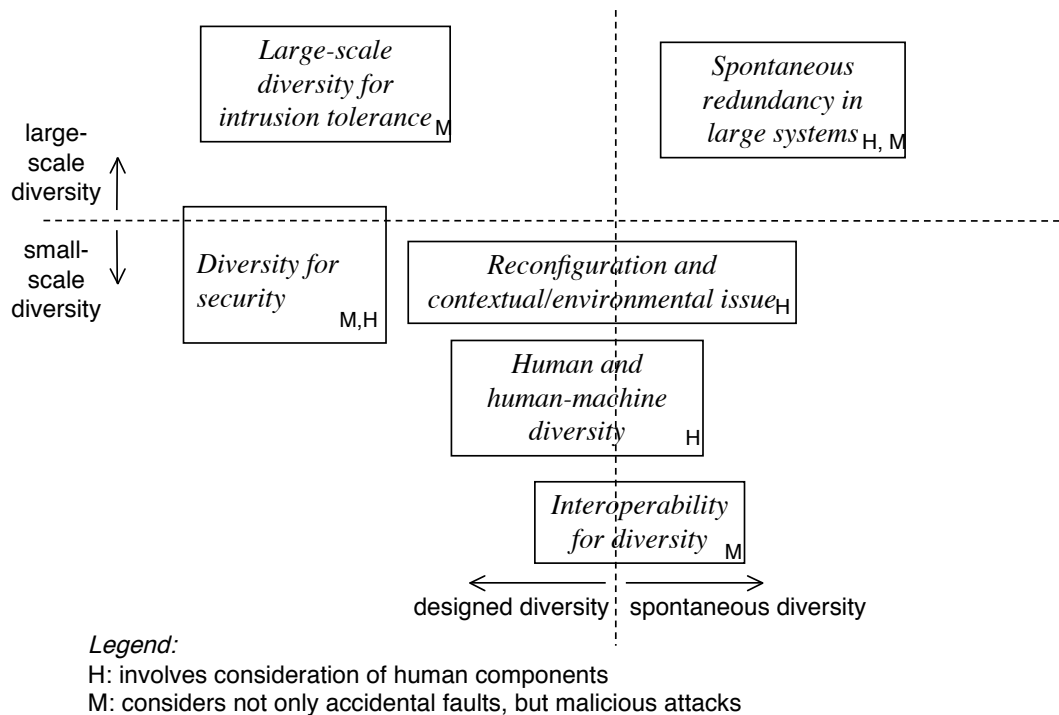 Large-scale
diversity for
intrusion tolerance M
Spontaneous
redundancy in
large systems H, M
large-
scale
diversity
small-
scale
diversity
Diversity for
security
M,H
Reconfiguration and
contextual/environmental issue H
Human and
human-machine
diversity H
Interoperability
for diversity M
designed diversity
spontaneous diversity
Legend:
H: involves consideration of human components
M: considers not only accidental faults, but malicious attacks